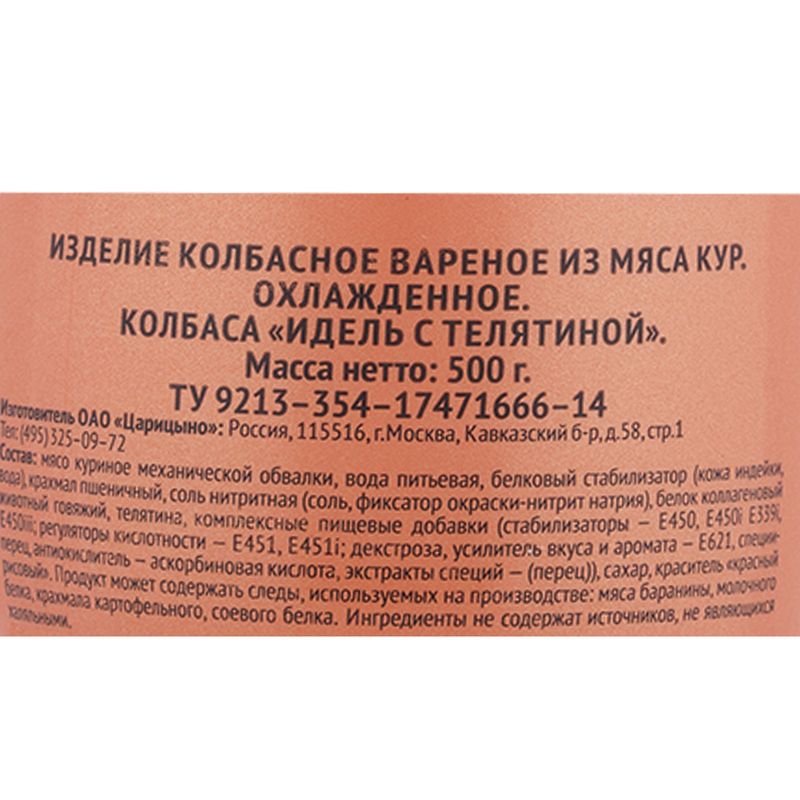 ИЗДЕЛИЕ КОЛБАСНОЕ ВАРЕНОЕ ИЗ МЯСА КУР.
ОХЛАЖДЕННОЕ.
КОЛБАСА «ИДЕЛЬ С ТЕЛЯТИНОЙ».
Масса нетто: 500 г.
ТУ 9213–354–17471666–14
Изготовитель ОАО «Царицыно»: Россия, 115516, г.Москва, Кавказский б-р, д.58, стр.1
Тел: (495) 325-09-72
Состав: мясо куриное механической обвалки, вода питьевая, белковый стабилизатор (кожа индейки,
вода), крахмал пшеничный, соль нитритная (соль, фиксатор окраски-нитрит натрия), белок коллагеновый
животный говяжий, телятина, комплексные пищевые добавки (стабилизаторы — Е450, Е450i Е339i,
Е450iii; регуляторы кислотности — Е451, Е451i; декстроза, усилитель вкуса и аромата — Е621, специи-
перец, антиокислитель — аскорбиновая кислота, экстракты специй — (перец)), сахар, краситель «красный
рисовый». Продукт может содержать следы, используемых на производстве: мяса баранины, молочного
белка, крахмала картофельного, соевого белка. Ингредиенты не содержат источников, не являющихся
халяльными.